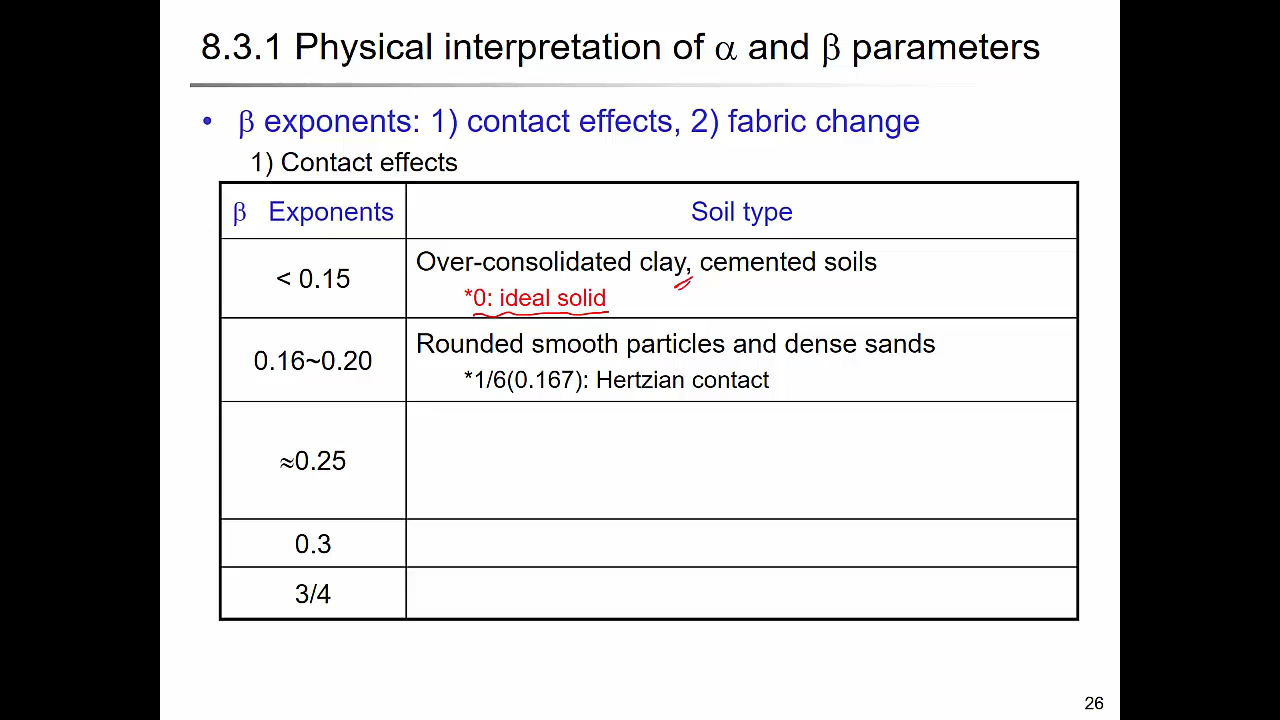 8.3.1 Physical interpretation of α and β parameters
• β exponents: 1) contact effects, 2) fabric change
1) Contact effects
β Exponents
Soil type
< 0.15
Over-consolidated clay, cemented soils
*0: ideal solid
0.16~0.20
Rounded smooth particles and dense sands
*1/6(0.167): Hertzian contact
≈0.25
0.3
3/4
26